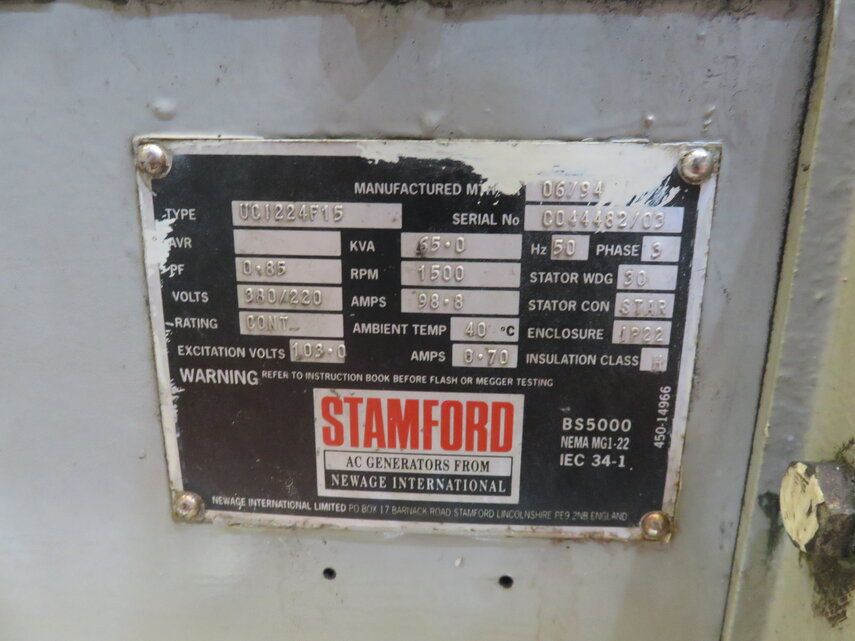 MANUFACTURED MTH 06/94
TYPE UCI224F15 SERIAL No 0044482/03
AVR KVA 65·0 Hz 50 PHASE 3
PF 0·85 RPM 1500 STATOR WDG 30
VOLTS 380/220 AMPS 98·8 STATOR CON STAR
RATING CONT_ AMBIENT TEMP 40 °C ENCLOSURE IP22
EXCITATION VOLTS 103·0 AMPS 0·70 INSULATION CLASS H
WARNING REFER TO INSTRUCTION BOOK BEFORE FLASH OR MEGGER TESTING
STAMFORD
AC GENERATORS FROM
NEWAGE INTERNATIONAL
BS5000
NEMA MG1-22
IEC 34-1
450-14966
NEWAGE INTERNATIONAL LIMITED PO BOX 17 BARNACK ROAD STAMFORD LINCOLNSHIRE PE9 2NB ENGLAND